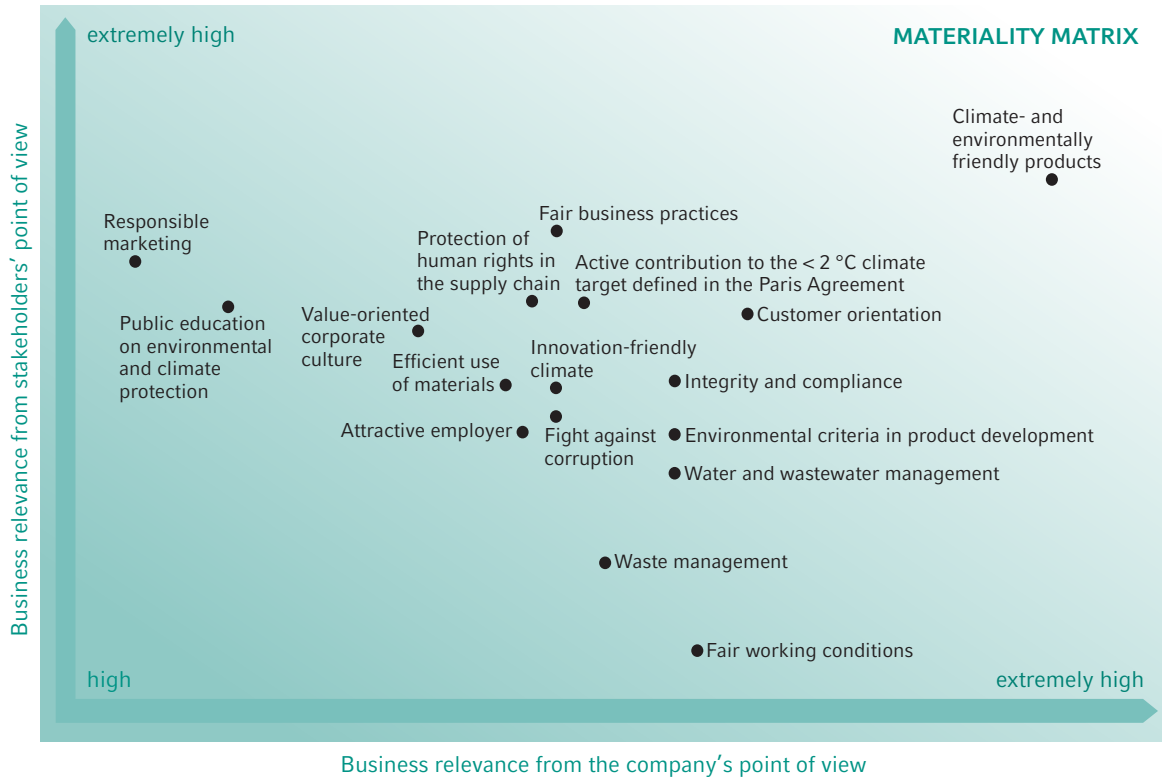 extremely high
MATERIALITY MATRIX
Business relevance from stakeholders’ point of view
Climate- and
environmentally
friendly products
Responsible
marketing
Fair business practices
Protection of
human rights in
the supply chain
Active contribution to the < 2 °C climate
target defined in the Paris Agreement
Public education
on environmental
and climate
protection
Value-oriented
corporate
culture
Customer orientation
Efficient use
of materials
Innovation-friendly
climate
Integrity and compliance
Attractive employer
Fight against
corruption
Environmental criteria in product development
Water and wastewater management
Waste management
Fair working conditions
high
extremely high
Business relevance from the company’s point of view